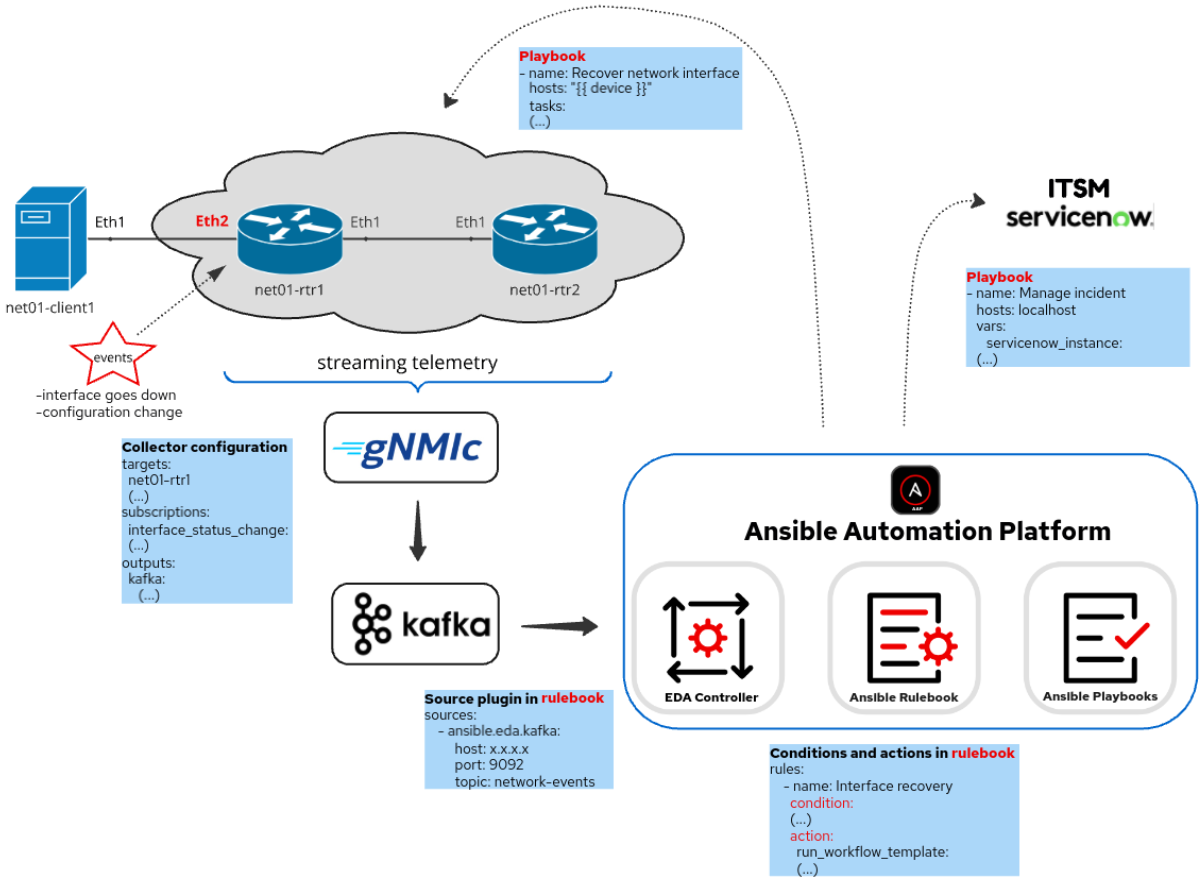 Playbook
- name: Recover network interface
hosts: "{{ device }}"
tasks:
(...)
ITSM
servicenow.
Playbook
- name: Manage incident
hosts: localhost
vars:
servicenow_instance:
(...)
Eth1
Eth2
Eth1
Eth1
net01-client1
net01-rtr1
net01-rtr2
events
-interface goes down
-configuration change
streaming telemetry
gNMIc
Collector configuration
targets:
net01-rtr1
(...)
subscriptions:
interface_status_change:
(...)
outputs:
kafka:
(...)
kafka
Source plugin in rulebook
sources:
- ansible.eda.kafka:
host: x.x.x.x
port: 9092
topic: network-events
AAP
Ansible Automation Platform
EDA Controller
Ansible Rulebook
Ansible Playbooks
Conditions and actions in rulebook
rules:
- name: Interface recovery
condition:
(...)
action:
run_workflow_template:
(...)